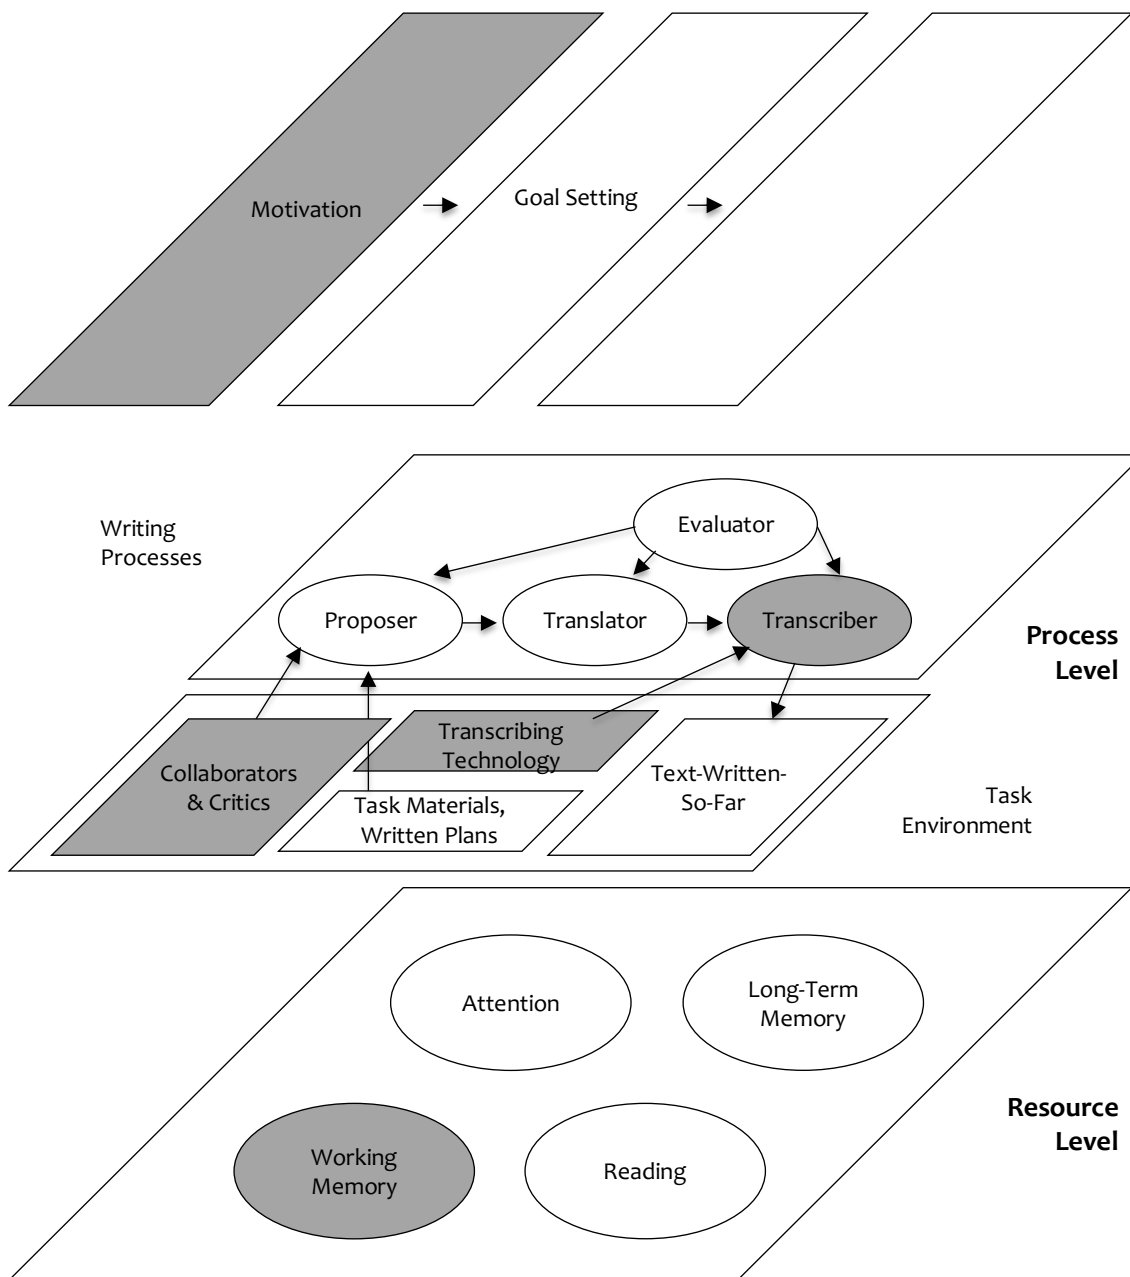 Motivation
Goal Setting
Writing
Processes
Evaluator
Proposer
Translator
Transcriber
Process
Level
Collaborators
& Critics
Transcribing
Technology
Task Materials,
Written Plans
Text-Written-
So-Far
Task
Environment
Attention
Long-Term
Memory
Working
Memory
Reading
Resource
Level